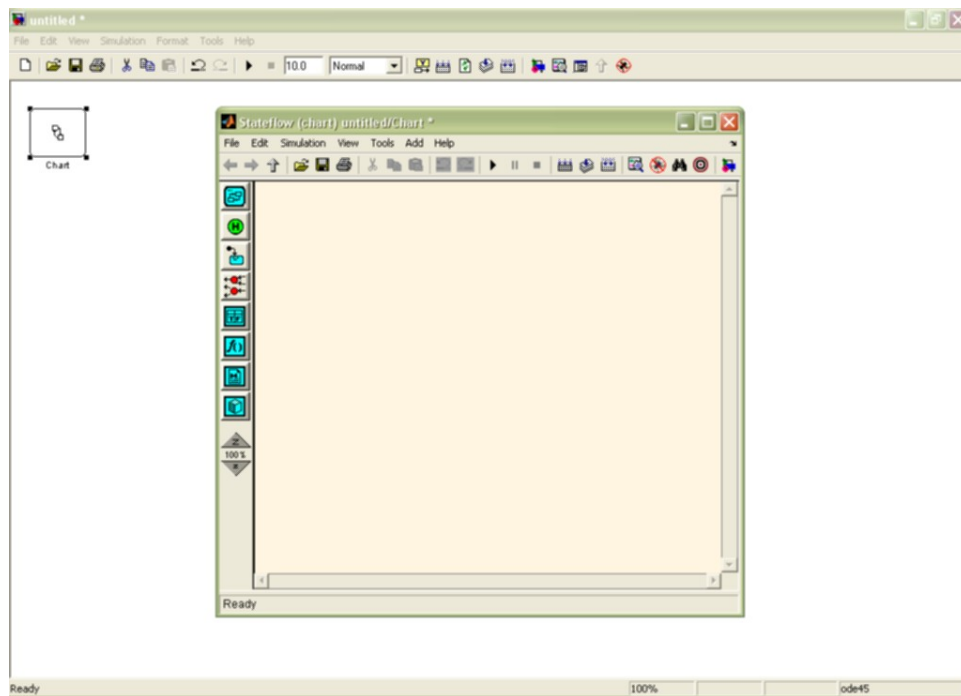 untitled *
File Edit View Simulation Format Tools Help
10.0 Normal
Chart
Stateflow (chart) untitled/Chart *
File Edit Simulation View Tools Add Help
H
f()
M
100%
Ready
Ready 100% ode45